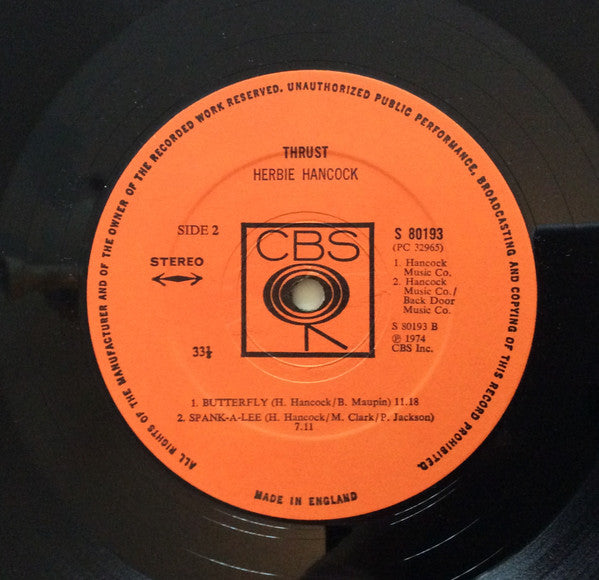 ALL RIGHTS OF THE MANUFACTURER AND OF THE OWNER OF THE RECORDED WORK RESERVED. UNAUTHORIZED PUBLIC PERFORMANCE, BROADCASTING AND COPYING OF THIS RECORD PROHIBITED.
THRUST
HERBIE HANCOCK
SIDE 2
STEREO
33⅓
CBS
S 80193
(PC 32965)
1. Hancock
Music Co.
2. Hancock
Music Co./
Back Door
Music Co.
S 80193 B
℗ 1974
CBS Inc.
1. BUTTERFLY (H. Hancock/B. Maupin) 11.18
2. SPANK-A-LEE (H. Hancock/M. Clark/P. Jackson)
7.11
MADE IN ENGLAND